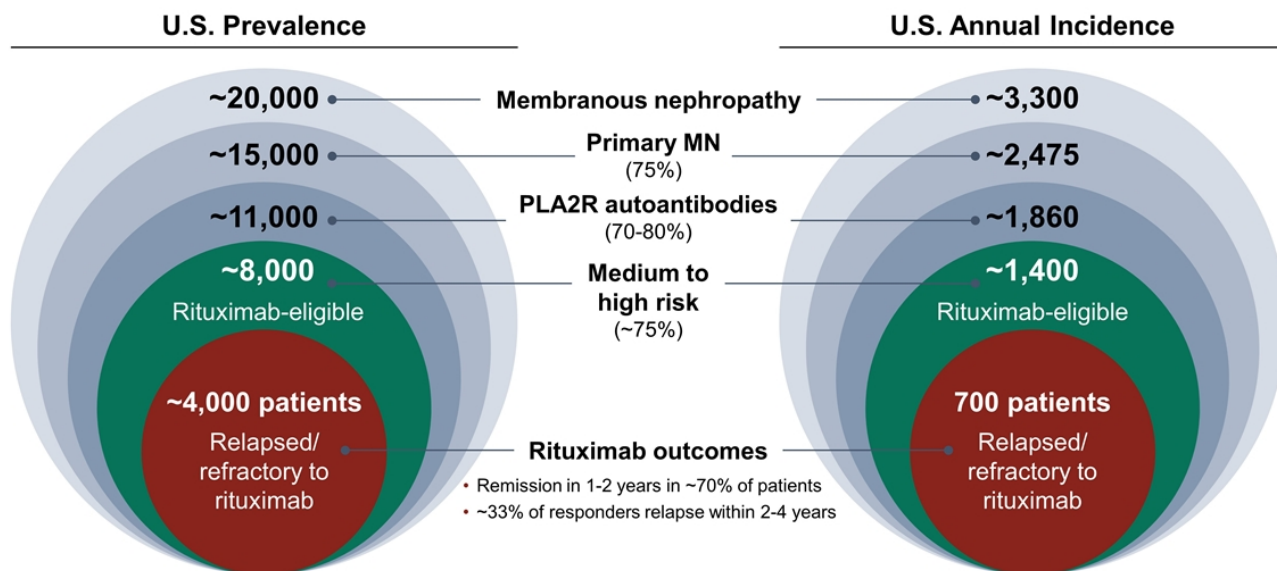 U.S. Prevalence
U.S. Annual Incidence
~20,000
Membranous nephropathy
~3,300
~15,000
Primary MN
(75%)
~2,475
~11,000
PLA2R autoantibodies
(70-80%)
~1,860
~8,000
Rituximab-eligible
Medium to
high risk
(~75%)
~1,400
Rituximab-eligible
~4,000 patients
Relapsed/
refractory to
rituximab
Rituximab outcomes
• Remission in 1-2 years in ~70% of patients
• ~33% of responders relapse within 2-4 years
700 patients
Relapsed/
refractory to
rituximab